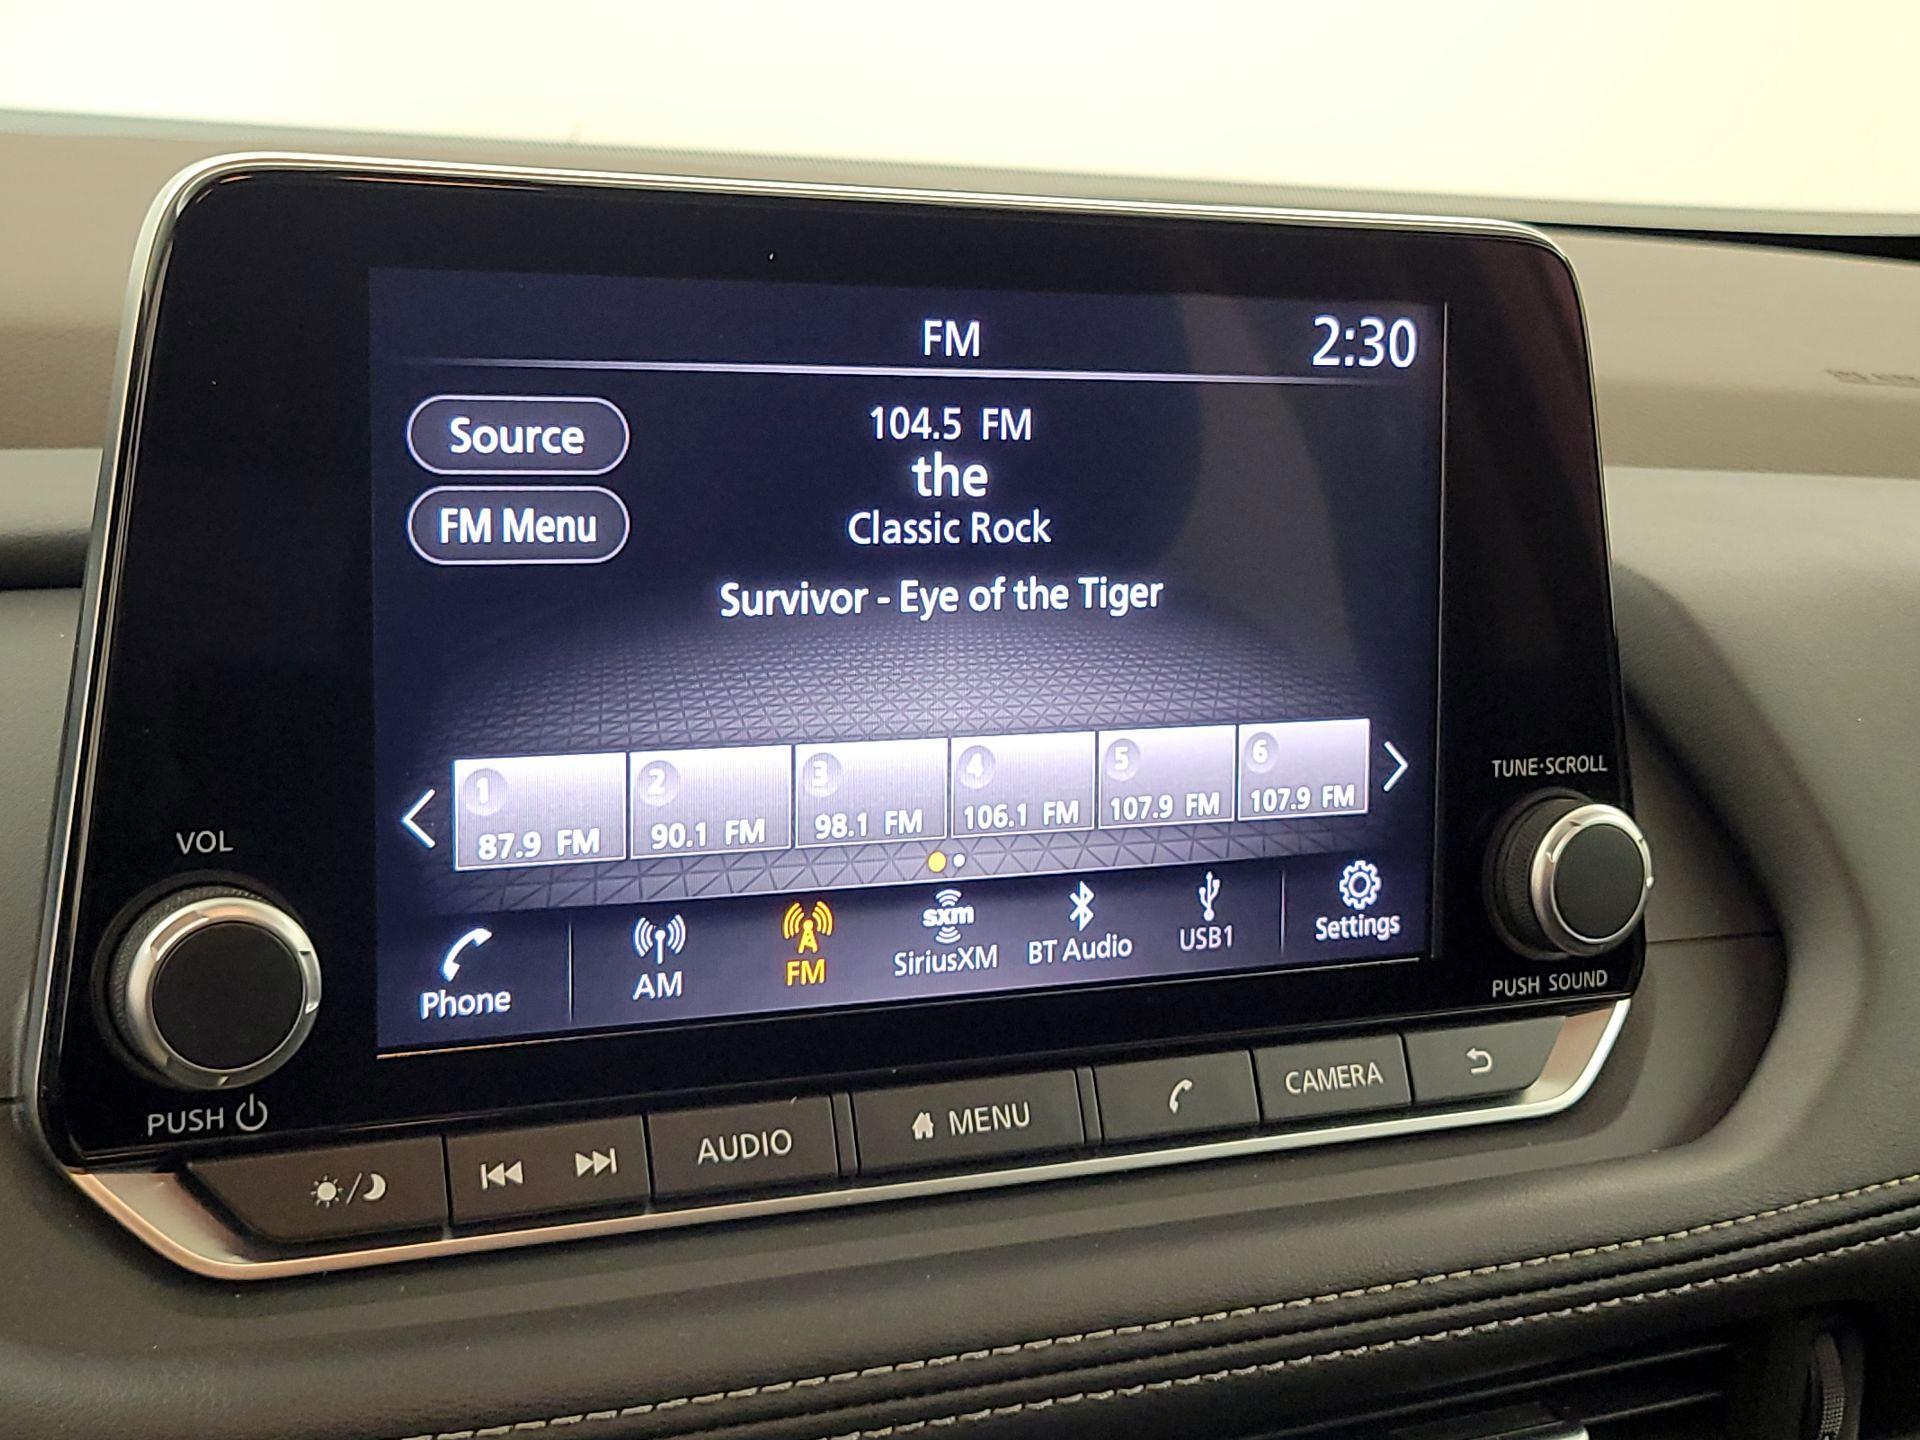 FM
2:30
Source
104.5 FM
the
FM Menu
Classic Rock
Survivor - Eye of the Tiger
1
87.9 FM
2
90.1 FM
3
98.1 FM
4
106.1 FM
5
107.9 FM
6
107.9 FM
Phone
AM
FM
sxm
SiriusXM
BT Audio
USB1
Settings
VOL
PUSH
TUNE·SCROLL
PUSH SOUND
AUDIO
MENU
CAMERA